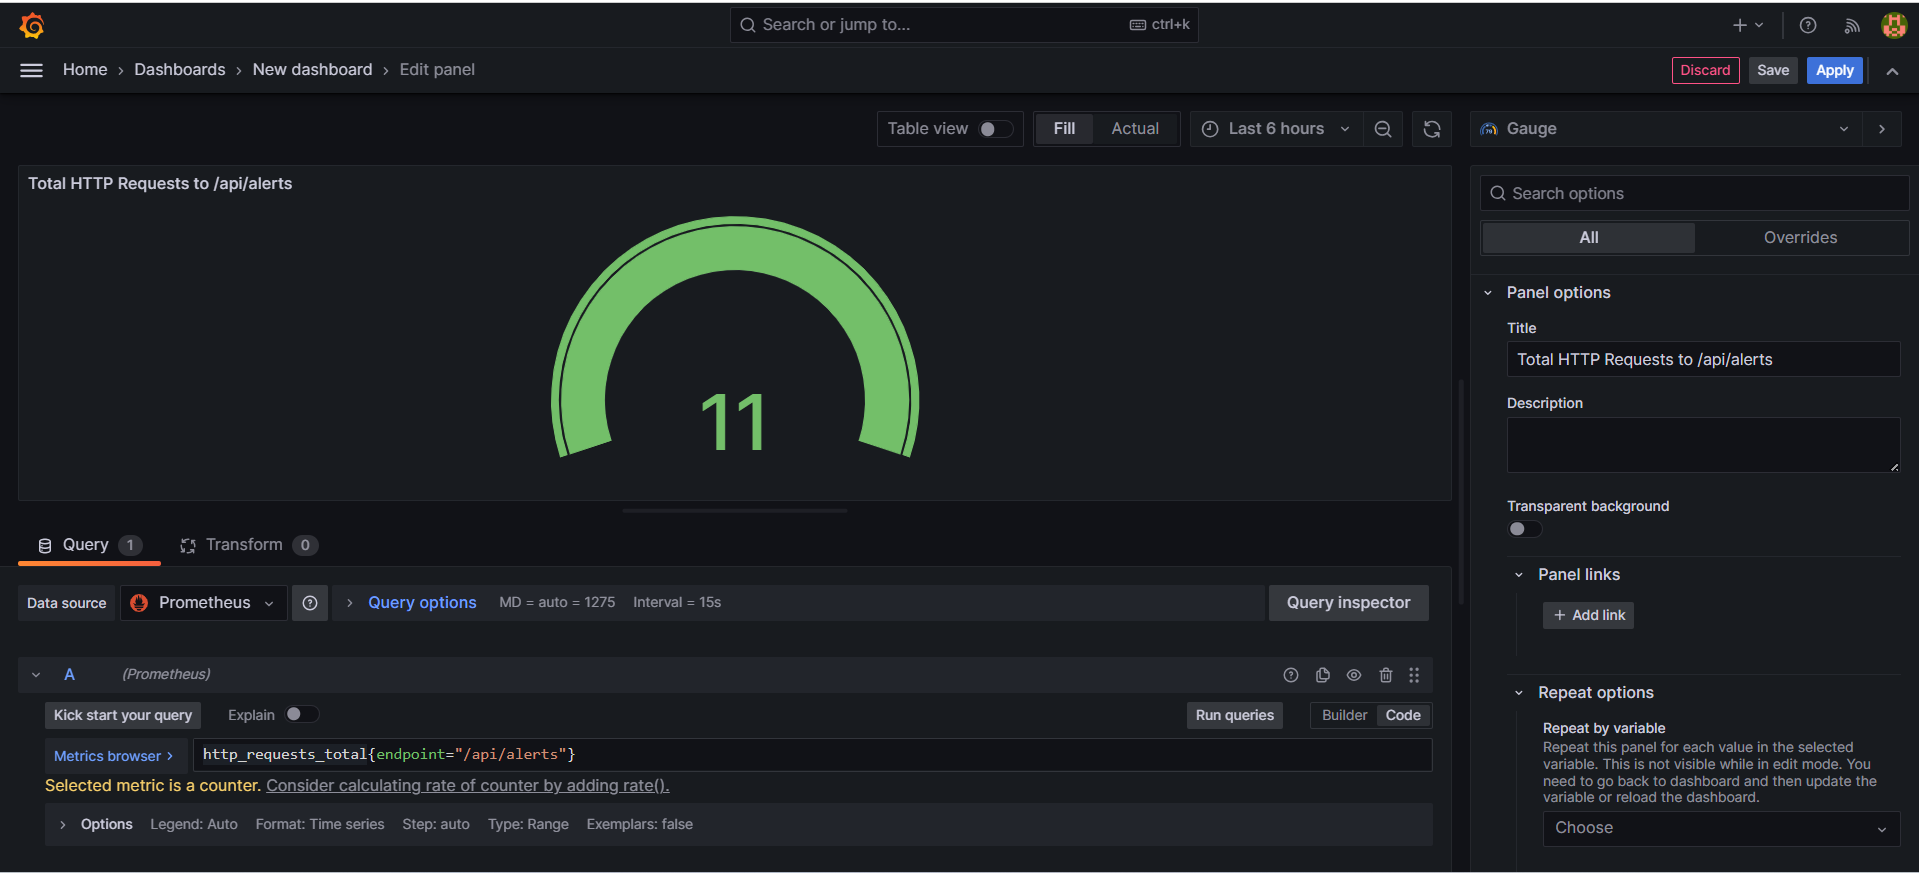 Search or jump to... ctrl+k
Home › Dashboards › New dashboard › Edit panel
Discard Save Apply
Table view Fill Actual Last 6 hours
Gauge
Total HTTP Requests to /api/alerts
11
Search options
All Overrides
Panel options
Title
Total HTTP Requests to /api/alerts
Description
Transparent background
Panel links
+ Add link
Repeat options
Repeat by variable
Repeat this panel for each value in the selected
variable. This is not visible while in edit mode. You
need to go back to dashboard and then update the
variable or reload the dashboard.
Choose
Query 1 Transform 0
Data source Prometheus Query options MD = auto = 1275 Interval = 15s Query inspector
A (Prometheus)
Kick start your query Explain Run queries Builder Code
Metrics browser > http_requests_total{endpoint="/api/alerts"}
Selected metric is a counter. Consider calculating rate of counter by adding rate().
Options Legend: Auto Format: Time series Step: auto Type: Range Exemplars: false